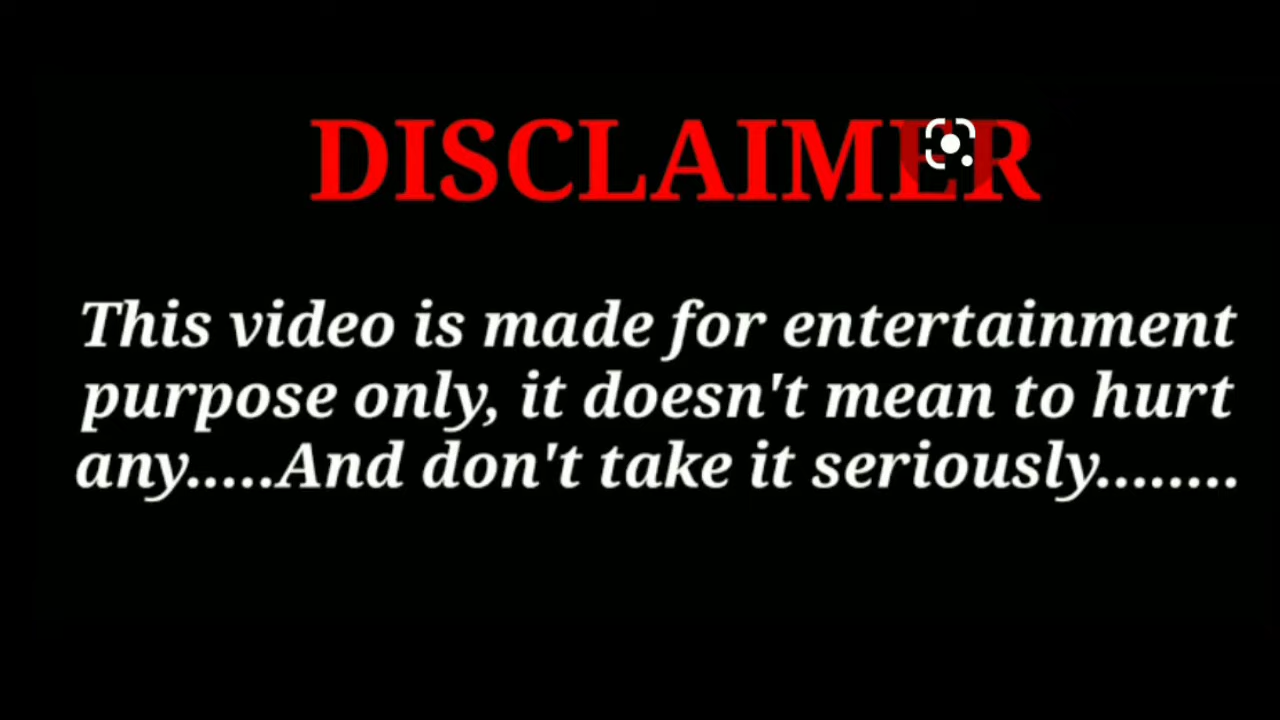 DISCLAIMER
This video is made for entertainment
purpose only, it doesn't mean to hurt
any.....And don't take it seriously........